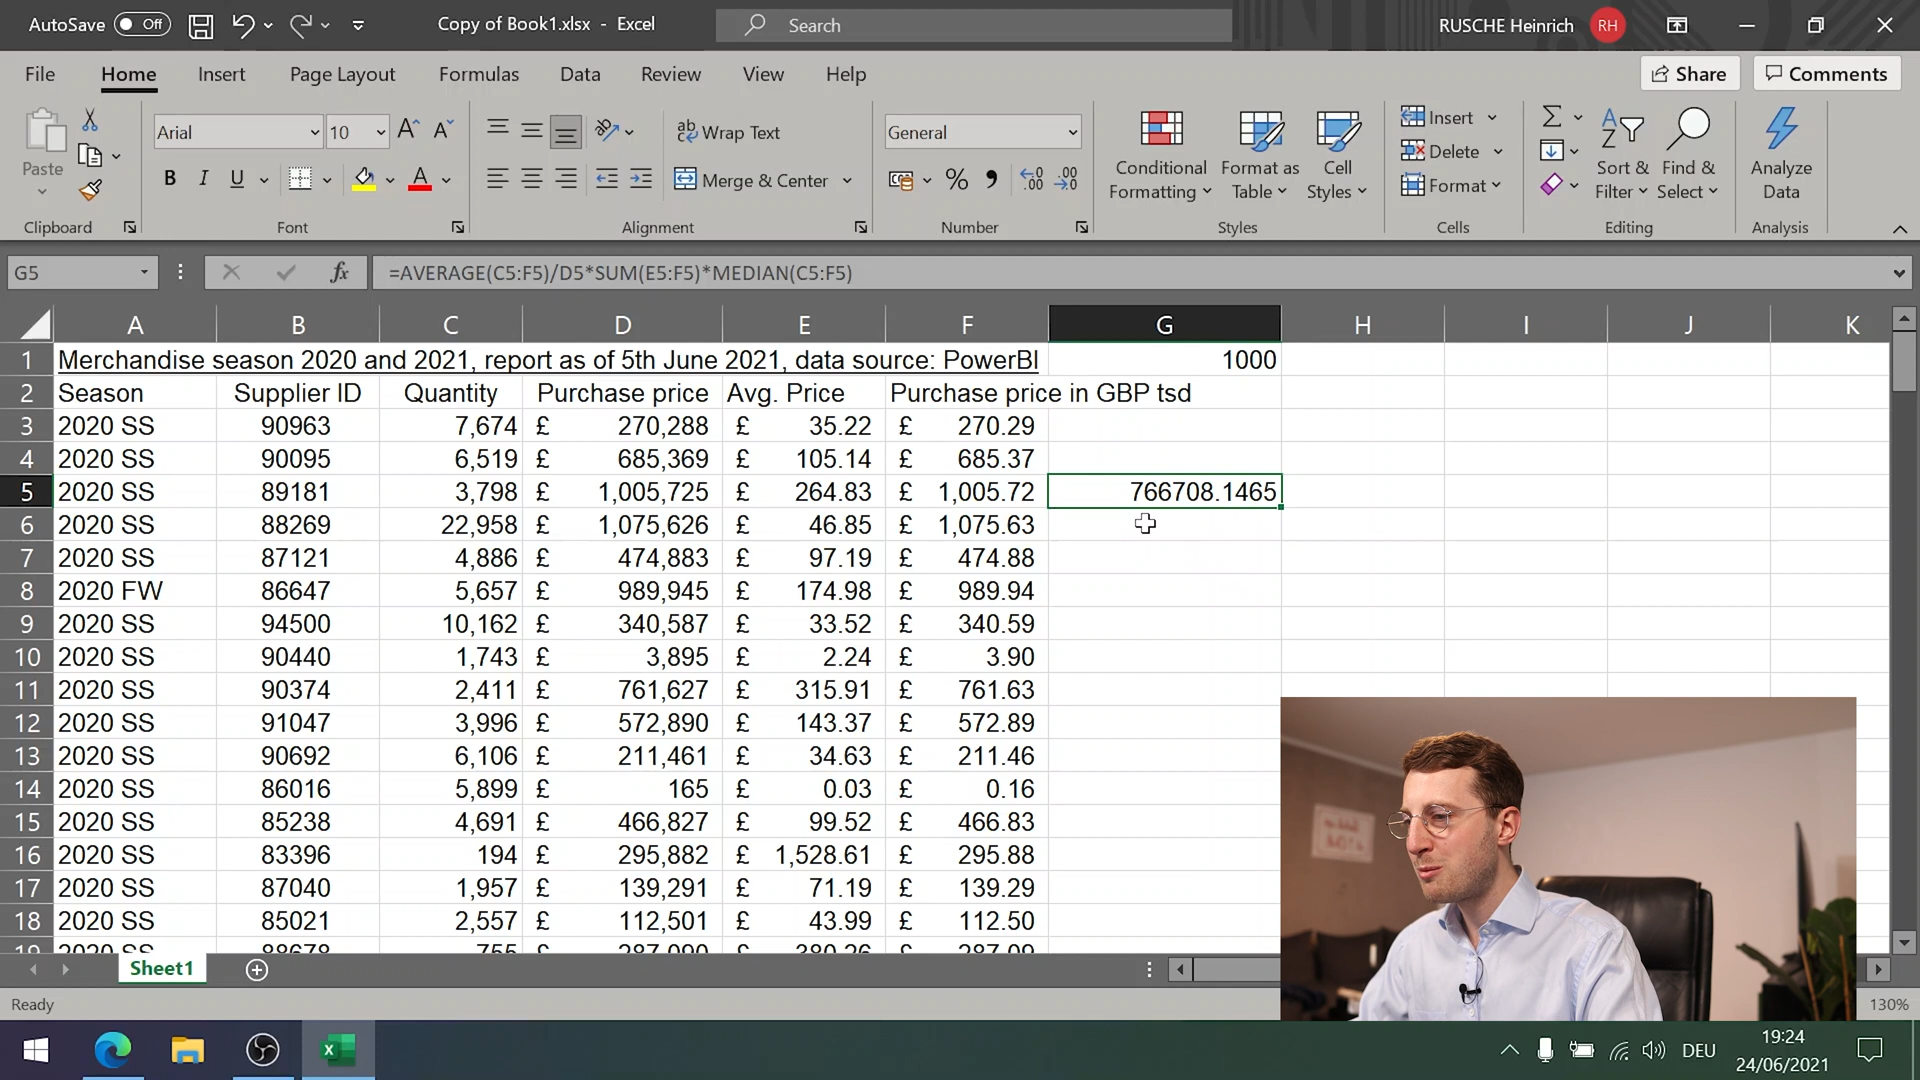 AutoSave Off Copy of Book1.xlsx - Excel Search RUSCHE Heinrich RH
File Home Insert Page Layout Formulas Data Review View Help Share Comments
Paste
Clipboard
Arial 10
B I U
Font
Wrap Text
Merge & Center
Alignment
General
Number
Conditional Formatting
Format as Table
Cell Styles
Styles
Insert
Delete
Format
Cells
Sort & Filter
Find & Select
Editing
Analyze Data
Analysis
G5 fx =AVERAGE(C5:F5)/D5*SUM(E5:F5)*MEDIAN(C5:F5)
A B C D E F G H I J K
1 Merchandise season 2020 and 2021, report as of 5th June 2021, data source: PowerBI 1000
2 Season Supplier ID Quantity Purchase price Avg. Price Purchase price in GBP tsd
3 2020 SS 90963 7,674 £ 270,288 £ 35.22 £ 270.29
4 2020 SS 90095 6,519 £ 685,369 £ 105.14 £ 685.37
5 2020 SS 89181 3,798 £ 1,005,725 £ 264.83 £ 1,005.72 766708.1465
6 2020 SS 88269 22,958 £ 1,075,626 £ 46.85 £ 1,075.63
7 2020 SS 87121 4,886 £ 474,883 £ 97.19 £ 474.88
8 2020 FW 86647 5,657 £ 989,945 £ 174.98 £ 989.94
9 2020 SS 94500 10,162 £ 340,587 £ 33.52 £ 340.59
10 2020 SS 90440 1,743 £ 3,895 £ 2.24 £ 3.90
11 2020 SS 90374 2,411 £ 761,627 £ 315.91 £ 761.63
12 2020 SS 91047 3,996 £ 572,890 £ 143.37 £ 572.89
13 2020 SS 90692 6,106 £ 211,461 £ 34.63 £ 211.46
14 2020 SS 86016 5,899 £ 165 £ 0.03 £ 0.16
15 2020 SS 85238 4,691 £ 466,827 £ 99.52 £ 466.83
16 2020 SS 83396 194 £ 295,882 £ 1,528.61 £ 295.88
17 2020 SS 87040 1,957 £ 139,291 £ 71.19 £ 139.29
18 2020 SS 85021 2,557 £ 112,501 £ 43.99 £ 112.50
19 2020 SS 88678 755 £ 287,090 £ 380.26 £ 287.09
Sheet1
Ready 130%
DEU 19:24
24/06/2021